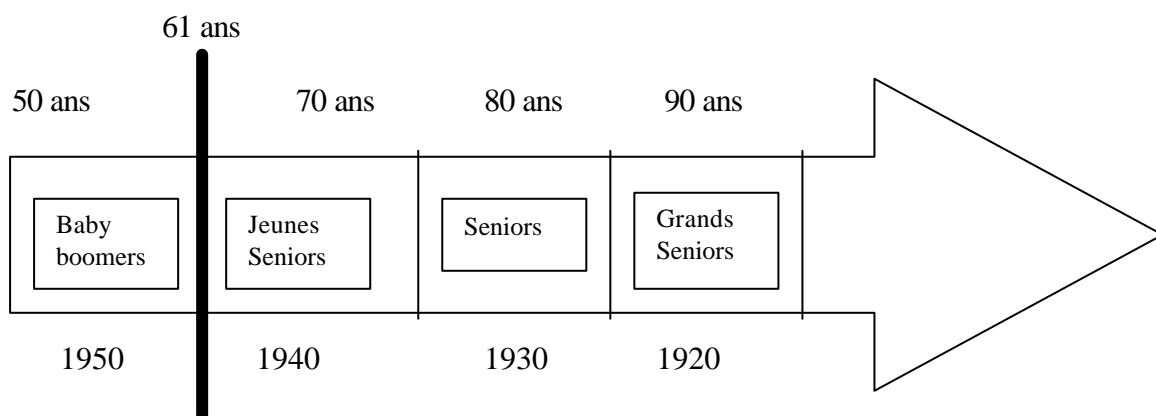 61 ans
50 ans
70 ans
80 ans
90 ans
Baby
boomers
Jeunes
Seniors
Seniors
Grands
Seniors
1950
1940
1930
1920